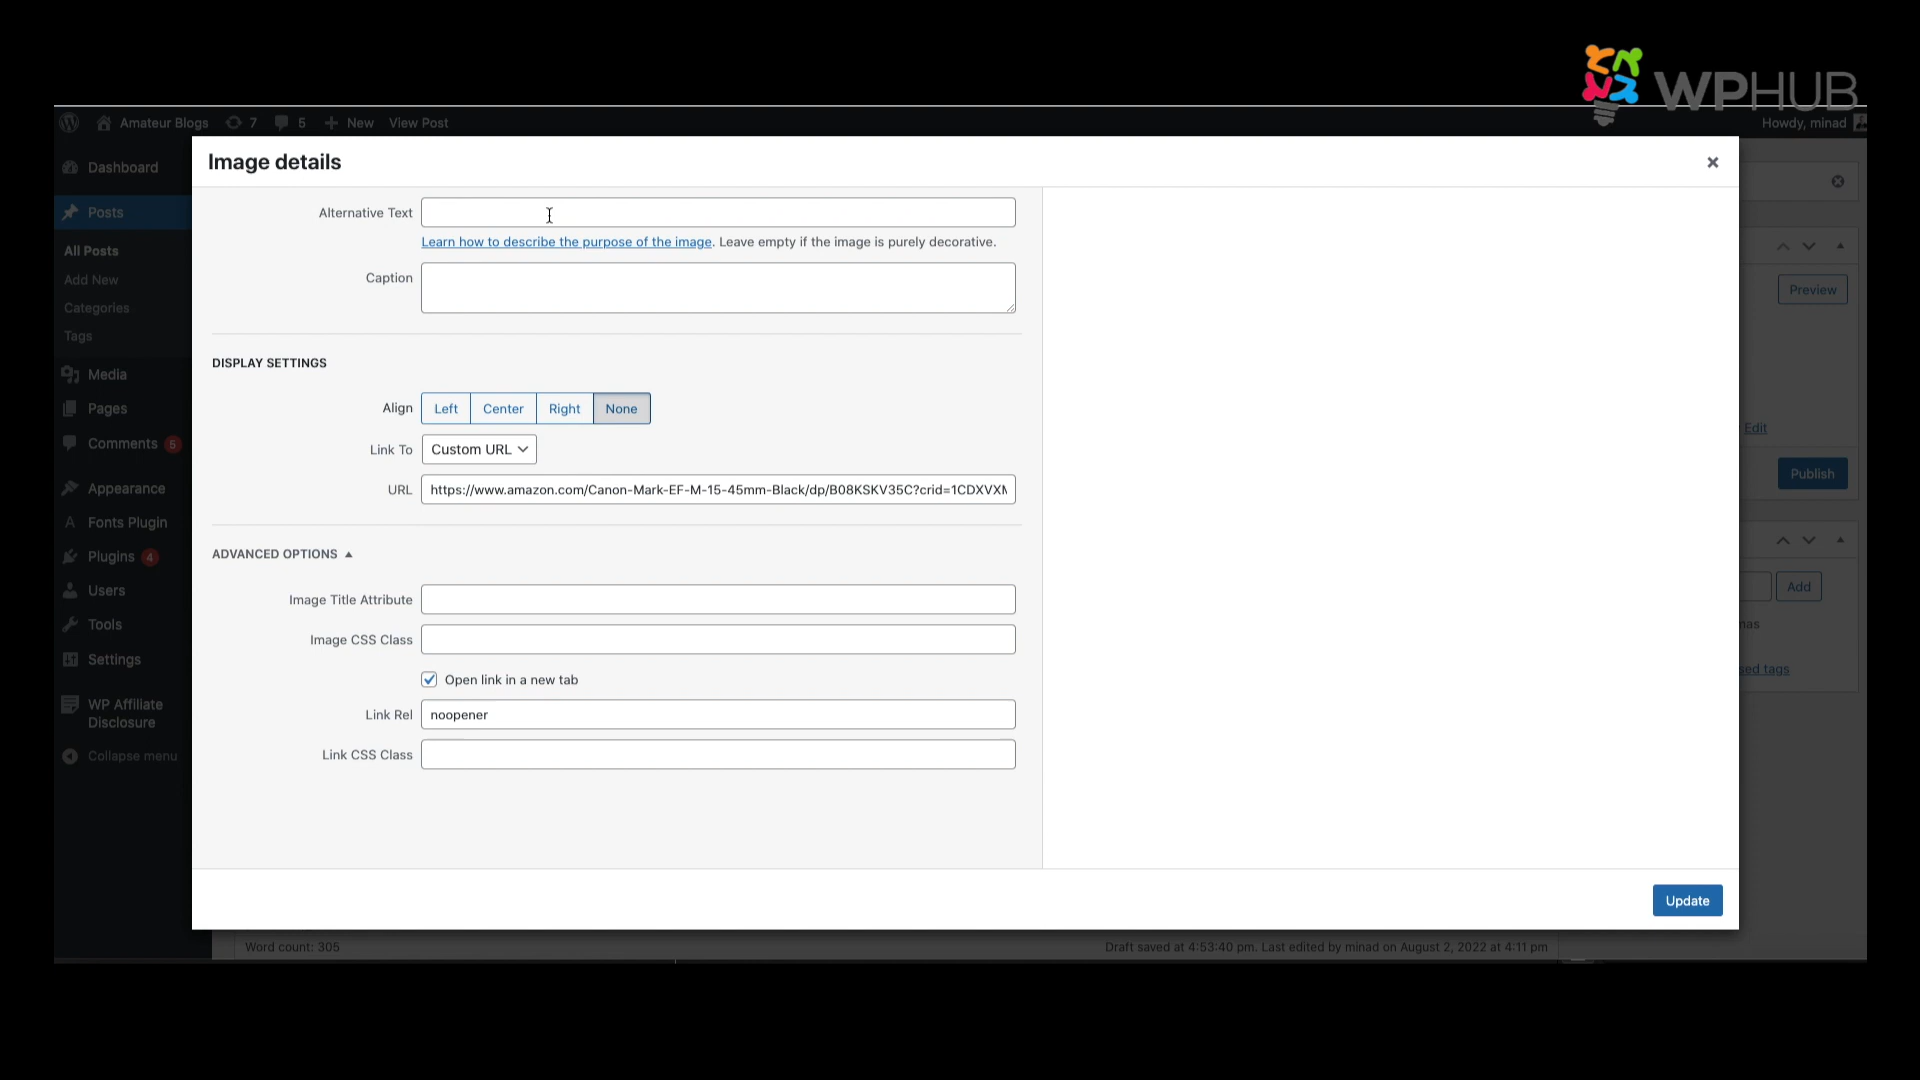 WPHUB
Amateur Blogs 7 5 New View Post Howdy, minad
Image details
Dashboard
Posts
All Posts
Add New
Categories
Tags
Media
Pages
Comments 5
Appearance
Fonts Plugin
Plugins 4
Users
Tools
Settings
WP Affiliate
Disclosure
Collapse menu
Alternative Text
Learn how to describe the purpose of the image. Leave empty if the image is purely decorative.
Caption
DISPLAY SETTINGS
Align Left Center Right None
Link To Custom URL
URL https://www.amazon.com/Canon-Mark-EF-M-15-45mm-Black/dp/B08KSKV35C?crid=1CDXVXM
ADVANCED OPTIONS
Image Title Attribute
Image CSS Class
Open link in a new tab
Link Rel noopener
Link CSS Class
Update
Preview
Edit
Publish
Add
sed tags
Word count: 305
Draft saved at 4:53:40 pm. Last edited by minad on August 2, 2022 at 4:11 pm